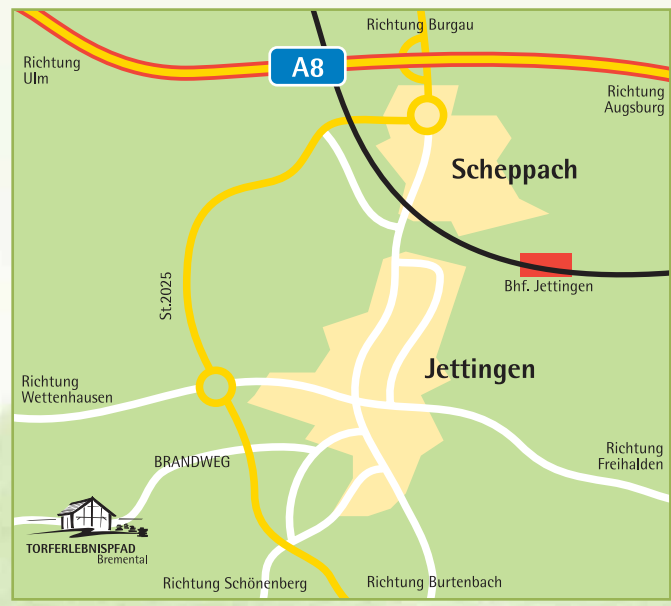 Richtung Burgau
Richtung
Ulm
A8
Richtung
Augsburg
Scheppach
St.2025
Bhf. Jettingen
Jettingen
Richtung
Wettenhausen
Richtung
Freihalden
BRANDWEG
TORFERLEBNISPFAD
Bremental
Richtung Schönenberg
Richtung Burtenbach